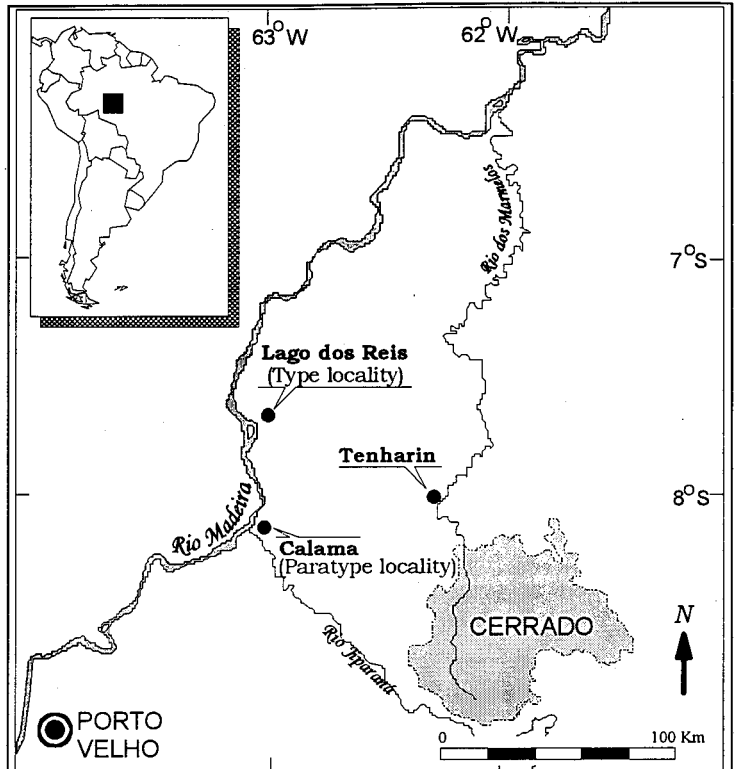 63°W
62°W
Rio dos Marmelos
7°S
Lago dos Reis
(Type locality)
Tenharin
8°S
Rio Madeira
Calama
(Paratype locality)
CERRADO
N
Rio Jiparaná
PORTO
VELHO
0
100 Km